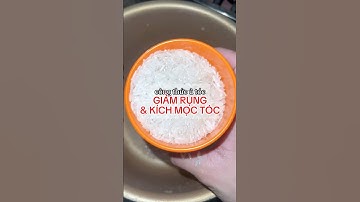 công thức ủ tóc
GIẢM RỤNG
& KÍCH MỌC TÓC